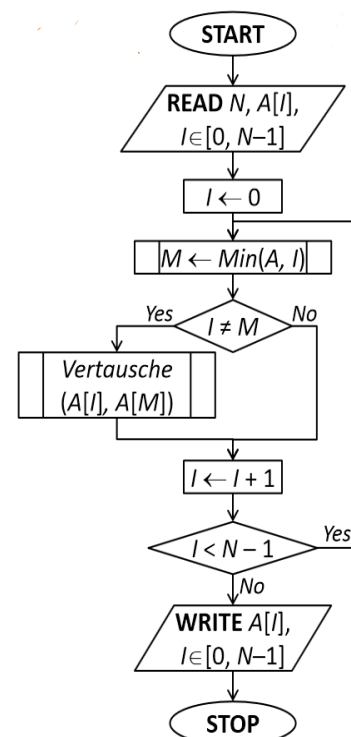 START
READ N, A[I],
I∈[0, N–1]
I ← 0
M ← Min(A, I)
Yes
No
I ≠ M
Vertausche
(A[I], A[M])
I ← I + 1
Yes
I < N – 1
No
WRITE A[I],
I∈[0, N–1]
STOP